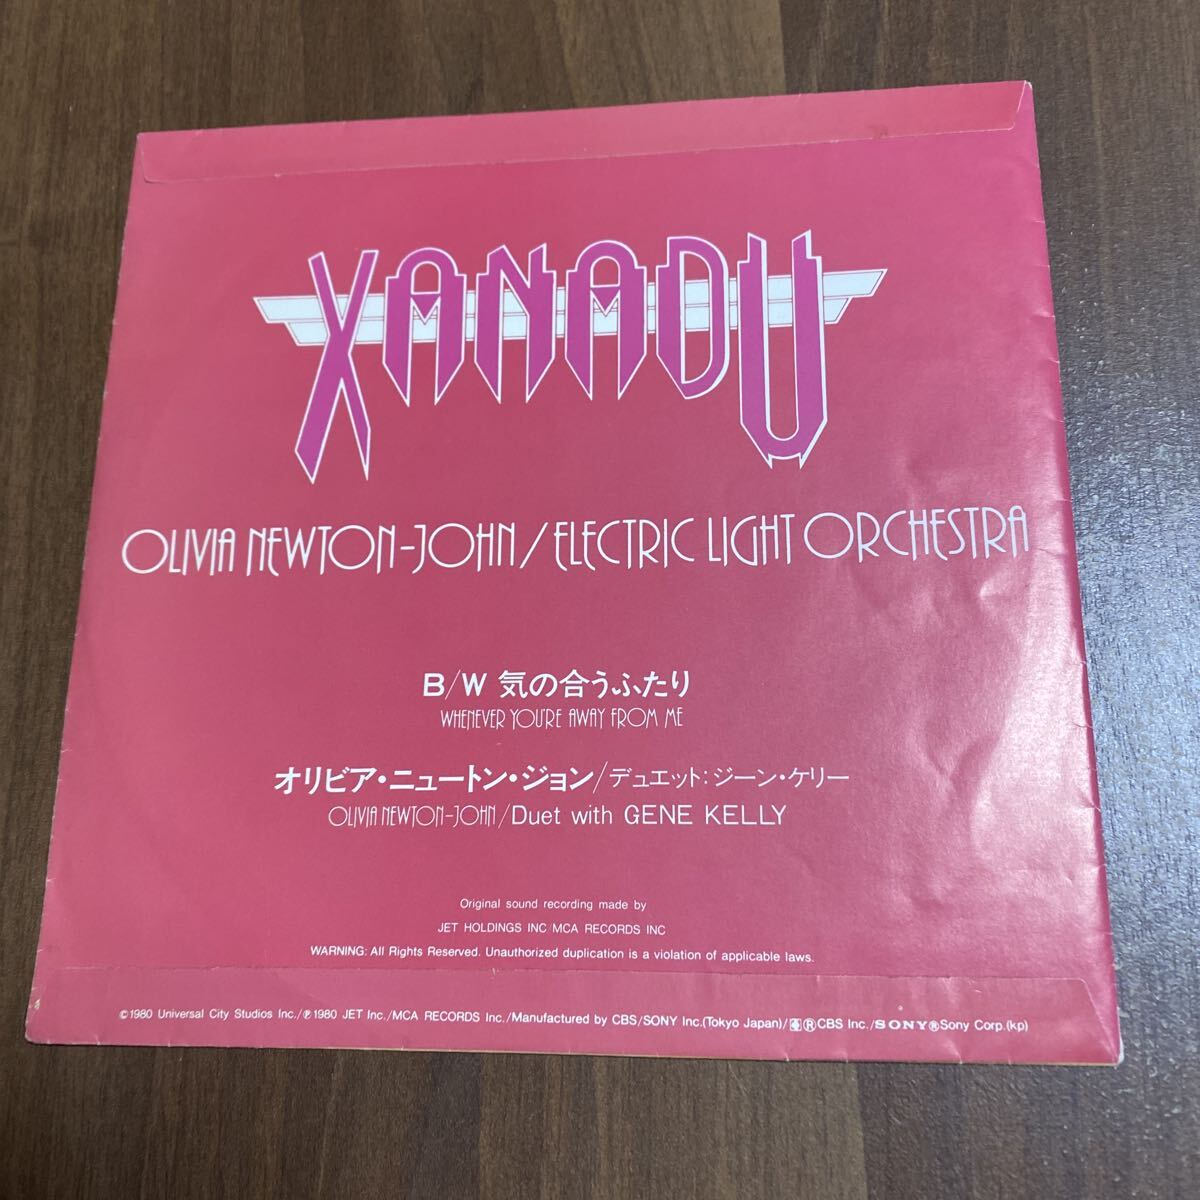 XANADU
OLIVIA NEWTON-JOHN/ELECTRIC LIGHT ORCHESTRA
B/W 気の合うふたり
WHENEVER YOU'RE AWAY FROM ME
オリビア・ニュートン・ジョン/デュエット:ジーン・ケリー
OLIVIA NEWTON-JOHN/Duet with GENE KELLY
Original sound recording made by
JET HOLDINGS INC/MCA RECORDS INC
WARNING: All Rights Reserved. Unauthorized duplication is a violation of applicable laws.
©1980 Universal City Studios Inc./℗1980 JET Inc./MCA RECORDS Inc./Manufactured by CBS/SONY Inc.(Tokyo Japan)/®CBS Inc./SONY®Sony Corp.(kp)